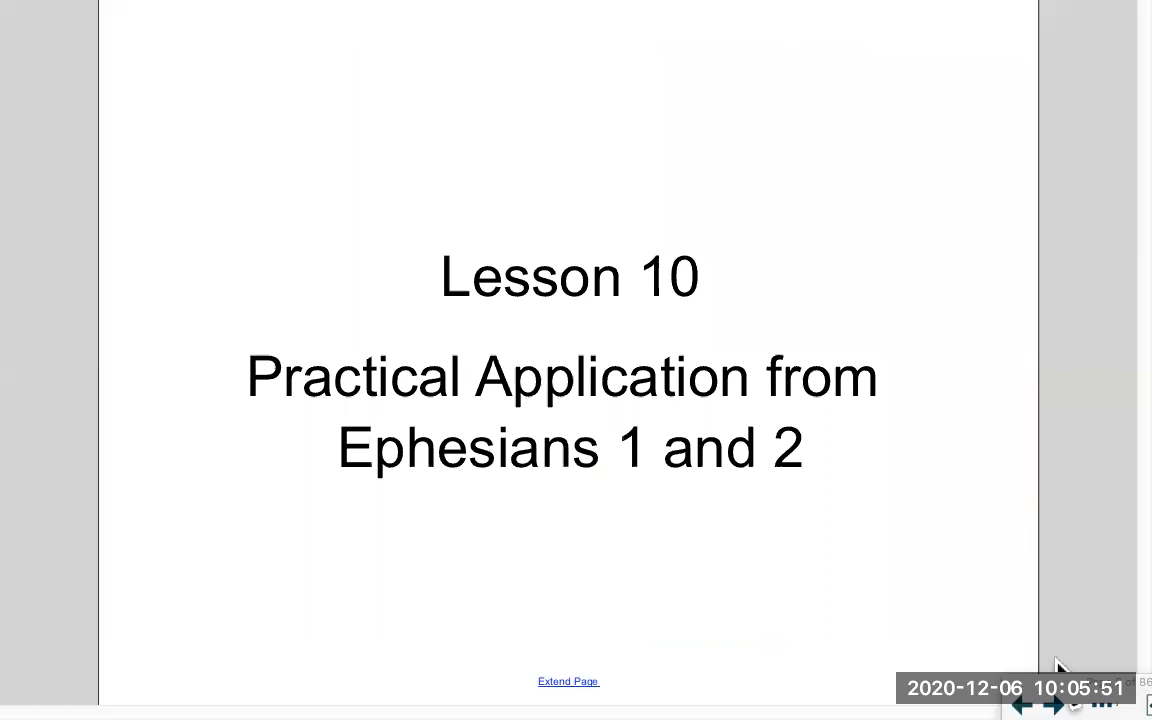 Lesson 10
Practical Application from
Ephesians 1 and 2
Extend Page
2020-12-06 10:05:51